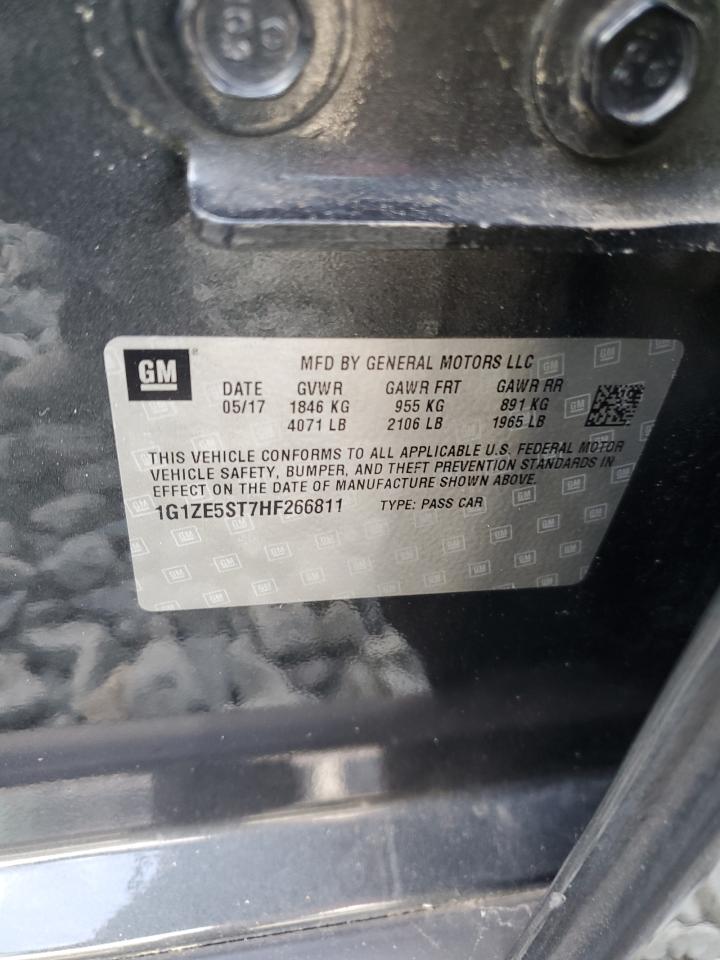 GM
MFD BY GENERAL MOTORS LLC
DATE GVWR GAWR FRT GAWR RR
05/17 1846 KG 955 KG 891 KG
4071 LB 2106 LB 1965 LB
THIS VEHICLE CONFORMS TO ALL APPLICABLE U.S. FEDERAL MOTOR
VEHICLE SAFETY, BUMPER, AND THEFT PREVENTION STANDARDS IN
EFFECT ON THE DATE OF MANUFACTURE SHOWN ABOVE.
1G1ZE5ST7HF266811 TYPE: PASS CAR